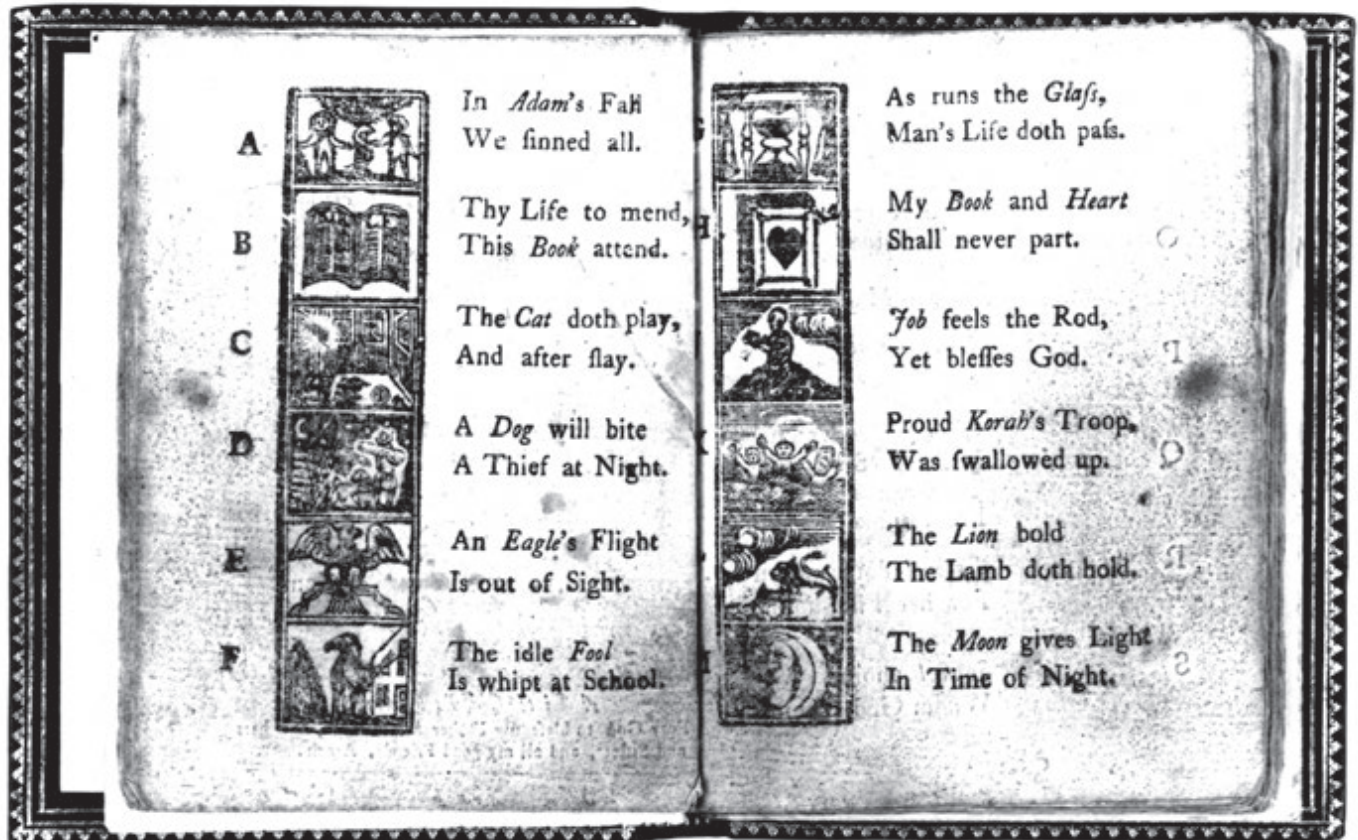 A
In Adam's Fall
We ſinned all.
B
Thy Life to mend,
This Book attend.
C
The Cat doth play,
And after ſlay.
D
A Dog will bite
A Thief at Night.
E
An Eagle's Flight
Is out of Sight.
F
The idle Fool
Is whipt at School.
G
As runs the Glaſs,
Man's Life doth paſs.
H
My Book and Heart
Shall never part.
Job feels the Rod,
Yet bleſſes God.
K
Proud Korah's Troop,
Was ſwallowed up.
The Lion bold
The Lamb doth hold.
The Moon gives Light
In Time of Night.